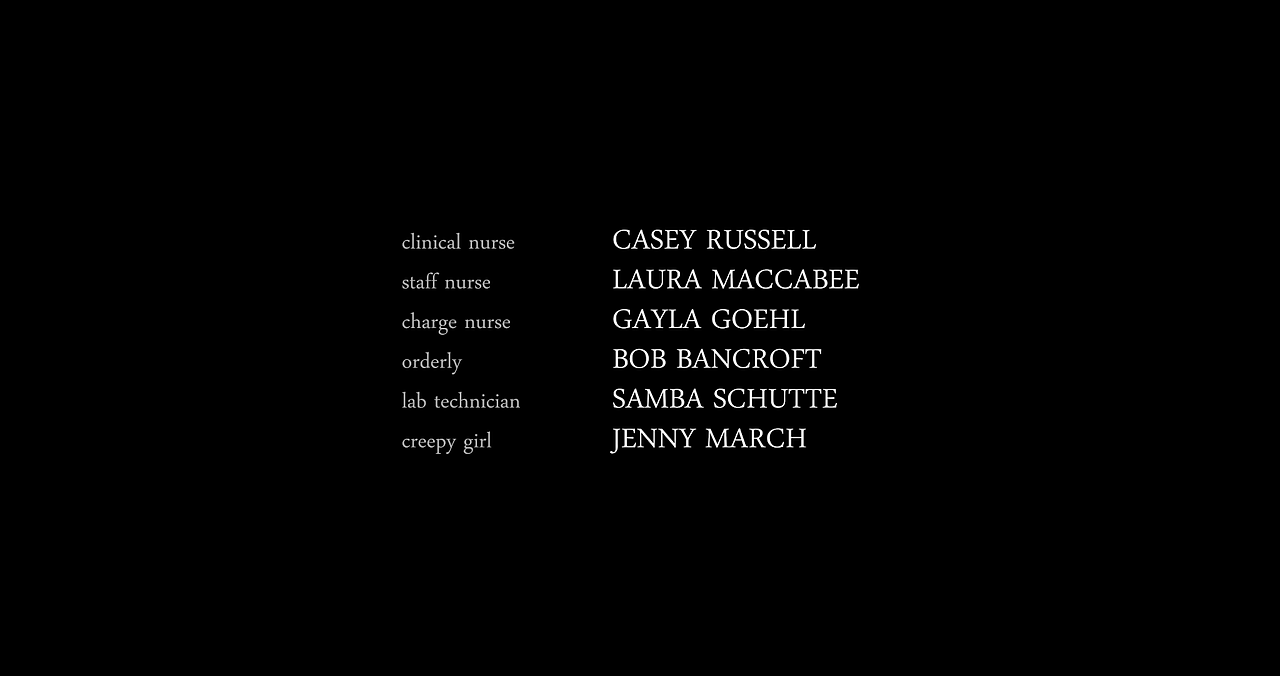 clinical nurse CASEY RUSSELL
staff nurse LAURA MACCABEE
charge nurse GAYLA GOEHL
orderly BOB BANCROFT
lab technician SAMBA SCHUTTE
creepy girl JENNY MARCH